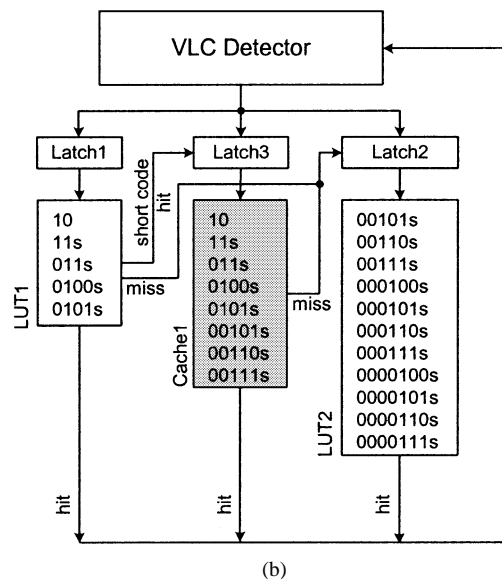 VLC Detector
Latch1
Latch3
Latch2
short code
hit
LUT1
10
11s
011s
0100s
0101s
miss
Cache1
10
11s
011s
0100s
0101s
00101s
00110s
00111s
miss
LUT2
00101s
00110s
00111s
000100s
000101s
000110s
000111s
0000100s
0000101s
0000110s
0000111s
hit
hit
hit
(b)